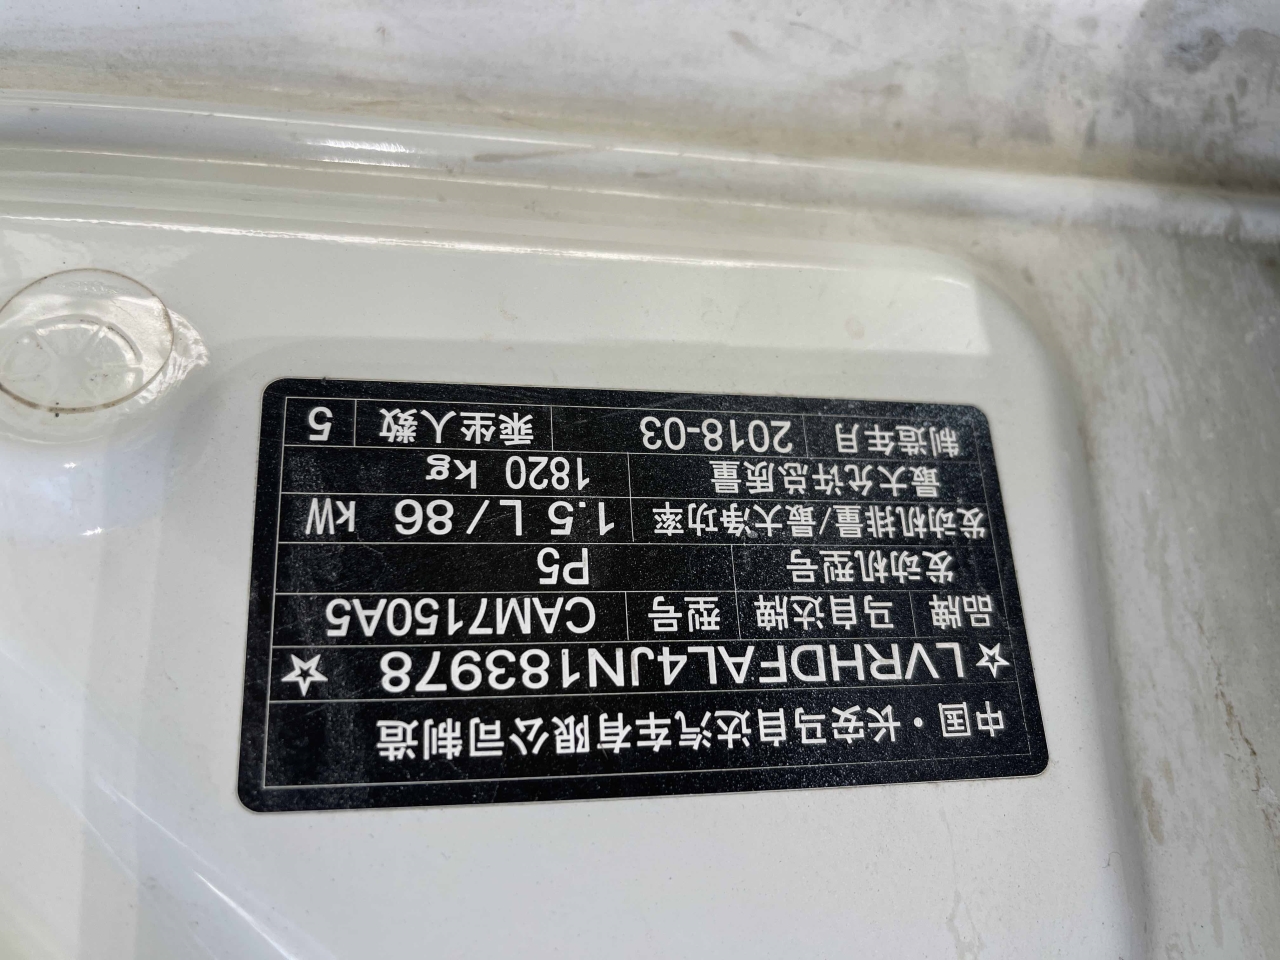 中国·长安马自达汽车有限公司制造
☆LVRHDFAL4JN183978☆
品牌 马自达牌 型号 CAM7150A5
发动机型号 P5
发动机排量/最大净功率 1.5 L / 86 kW
最大允许总质量 1820 kg
制造年月 2018-03 乘坐人数 5